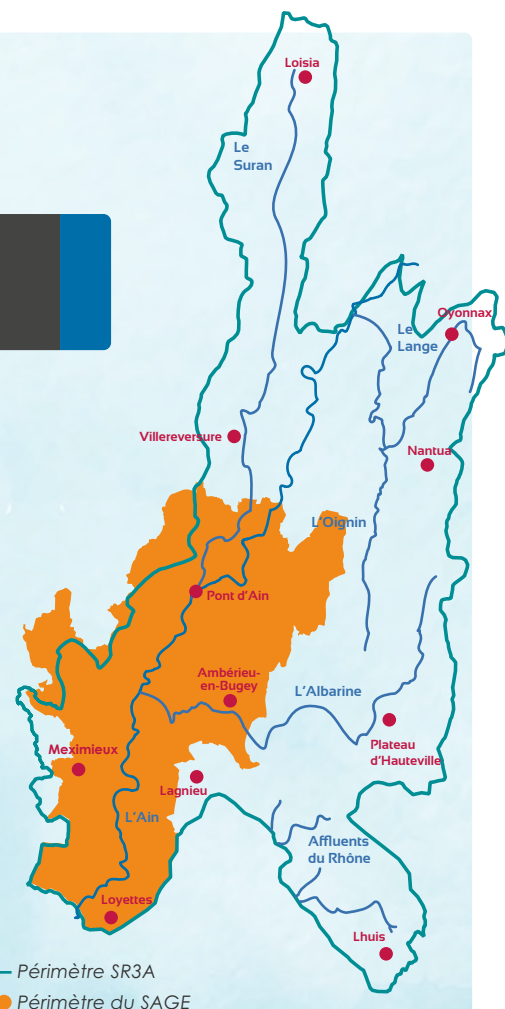 Loisia
Le
Suran
Oyonnax
Le
Lange
Villereversure
Nantua
L'Oignin
Pont d'Ain
Ambérieu-
en-Bugey
L'Albarine
Plateau
d'Hauteville
Meximieux
Lagnieu
L'Ain
Affluents
du Rhône
Loyettes
Lhuis
Périmètre SR3A
Périmètre du SAGE